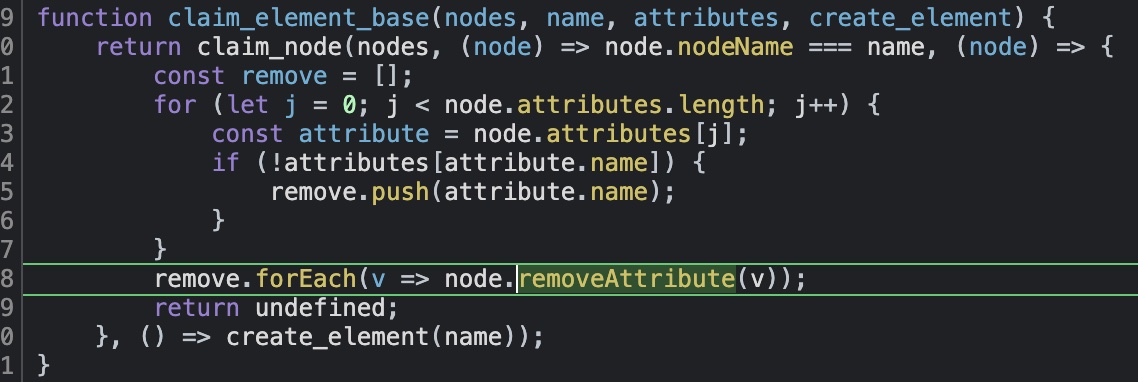 9 function claim_element_base(nodes, name, attributes, create_element) {
0     return claim_node(nodes, (node) => node.nodeName === name, (node) => {
1         const remove = [];
2         for (let j = 0; j < node.attributes.length; j++) {
3             const attribute = node.attributes[j];
4             if (!attributes[attribute.name]) {
5                 remove.push(attribute.name);
6             }
7         }
8         remove.forEach(v => node.removeAttribute(v));
9         return undefined;
0     }, () => create_element(name));
1 }